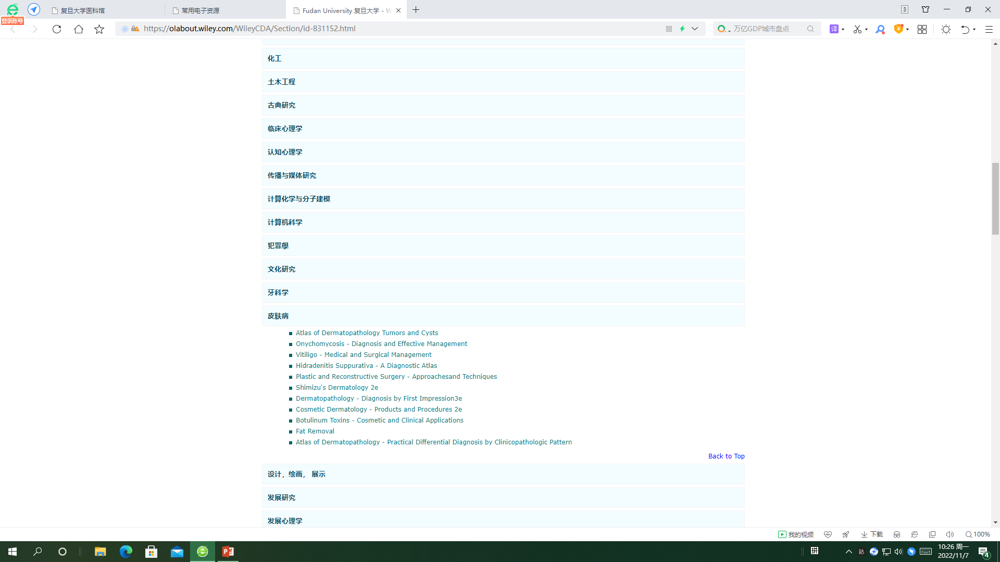 复旦大学医科馆
常用电子资源
Fudan University 复旦大学 - W
3
登录账号
https://olabout.wiley.com/WileyCDA/Section/id-831152.html
万亿GDP城市盘点
译
化工
土木工程
古典研究
临床心理学
认知心理学
传播与媒体研究
计算化学与分子建模
计算机科学
犯罪學
文化研究
牙科学
皮肤病
Atlas of Dermatopathology Tumors and Cysts
Onychomycosis - Diagnosis and Effective Management
Vitiligo - Medical and Surgical Management
Hidradenitis Suppurativa - A Diagnostic Atlas
Plastic and Reconstructive Surgery - Approachesand Techniques
Shimizu's Dermatology 2e
Dermatopathology - Diagnosis by First Impression3e
Cosmetic Dermatology - Products and Procedures 2e
Botulinum Toxins - Cosmetic and Clinical Applications
Fat Removal
Atlas of Dermatopathology - Practical Differential Diagnosis by Clinicopathologic Pattern
Back to Top
设计，绘画， 展示
发展研究
发展心理学
我的视频
下载
100%
拼
10:26 周一
2022/11/7
4